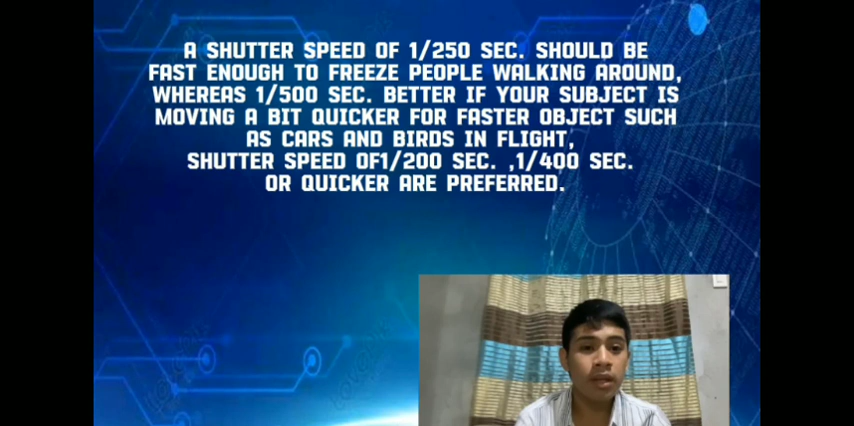 A SHUTTER SPEED OF 1/250 SEC. SHOULD BE
FAST ENOUGH TO FREEZE PEOPLE WALKING AROUND,
WHEREAS 1/500 SEC. BETTER IF YOUR SUBJECT IS
MOVING A BIT QUICKER FOR FASTER OBJECT SUCH
AS CARS AND BIRDS IN FLIGHT,
SHUTTER SPEED OF1/200 SEC. ,1/400 SEC.
OR QUICKER ARE PREFERRED.